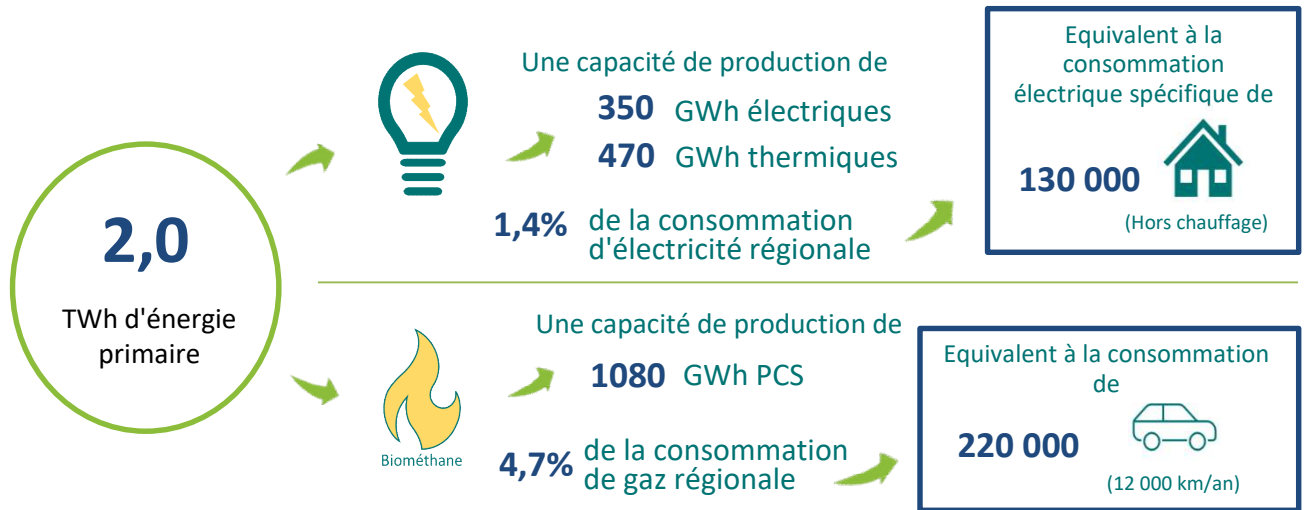 2,0
TWh d'énergie
primaire
Une capacité de production de
350 GWh électriques
470 GWh thermiques
1,4% de la consommation
d'électricité régionale
Equivalent à la
consommation
électrique spécifique de
130 000
(Hors chauffage)
Biométhane
Une capacité de production de
1080 GWh PCS
4,7% de la consommation
de gaz régionale
Equivalent à la consommation
de
220 000
(12 000 km/an)